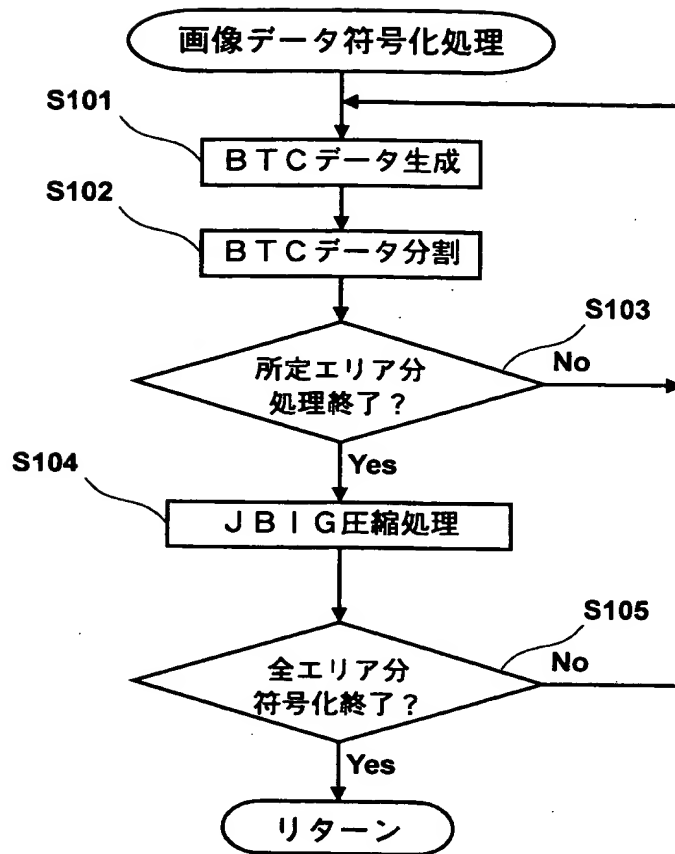 画像データ符号化処理
S101
ＢＴＣデータ生成
S102
ＢＴＣデータ分割
S103
所定エリア分
処理終了？
No
Yes
S104
ＪＢＩＧ圧縮処理
S105
全エリア分
符号化終了？
No
Yes
リターン